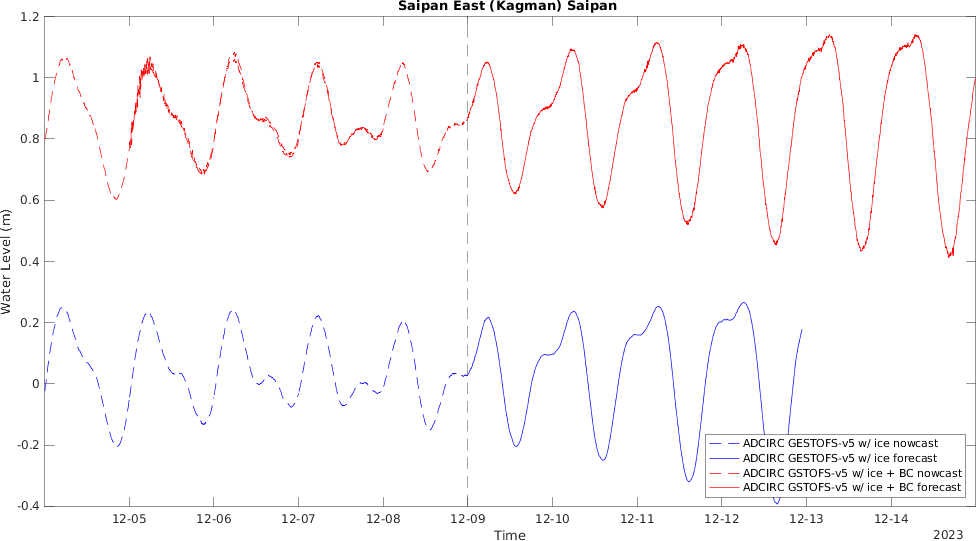 Saipan East (Kagman) Saipan
Water Level (m)
1.2
1
0.8
0.6
0.4
0.2
0
-0.2
-0.4
ADCIRC GESTOFS-v5 w/ ice nowcast
ADCIRC GESTOFS-v5 w/ ice forecast
ADCIRC GSTOFS-v5 w/ ice + BC nowcast
ADCIRC GSTOFS-v5 w/ ice + BC forecast
12-05 12-06 12-07 12-08 12-09 12-10 12-11 12-12 12-13 12-14
Time
2023